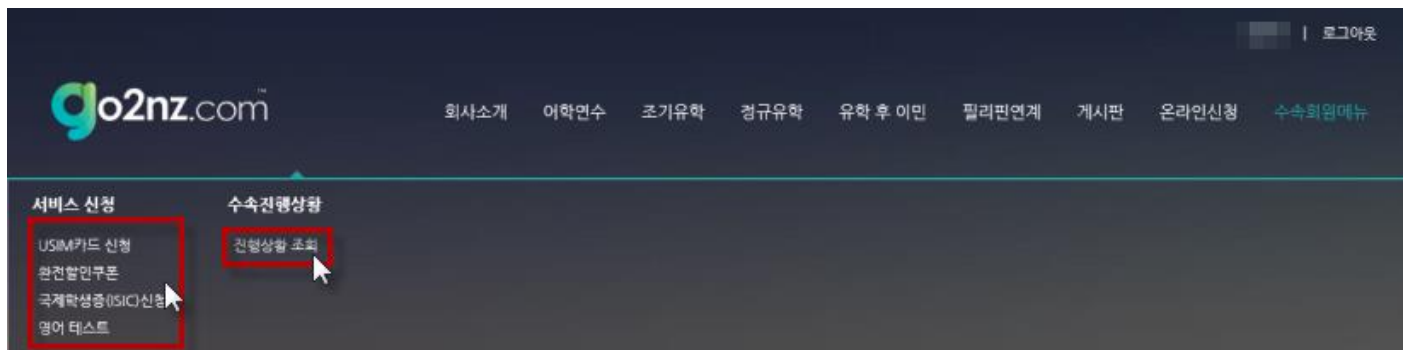 | 로그아웃
go2nz.com™
회사소개 어학연수 조기유학 정규유학 유학 후 이민 필리핀연계 게시판 온라인신청 수속회원메뉴
서비스 신청 수속진행상황
USIM카드 신청 진행상황 조회
환전할인쿠폰
국제학생증(ISIC)신청
영어 테스트